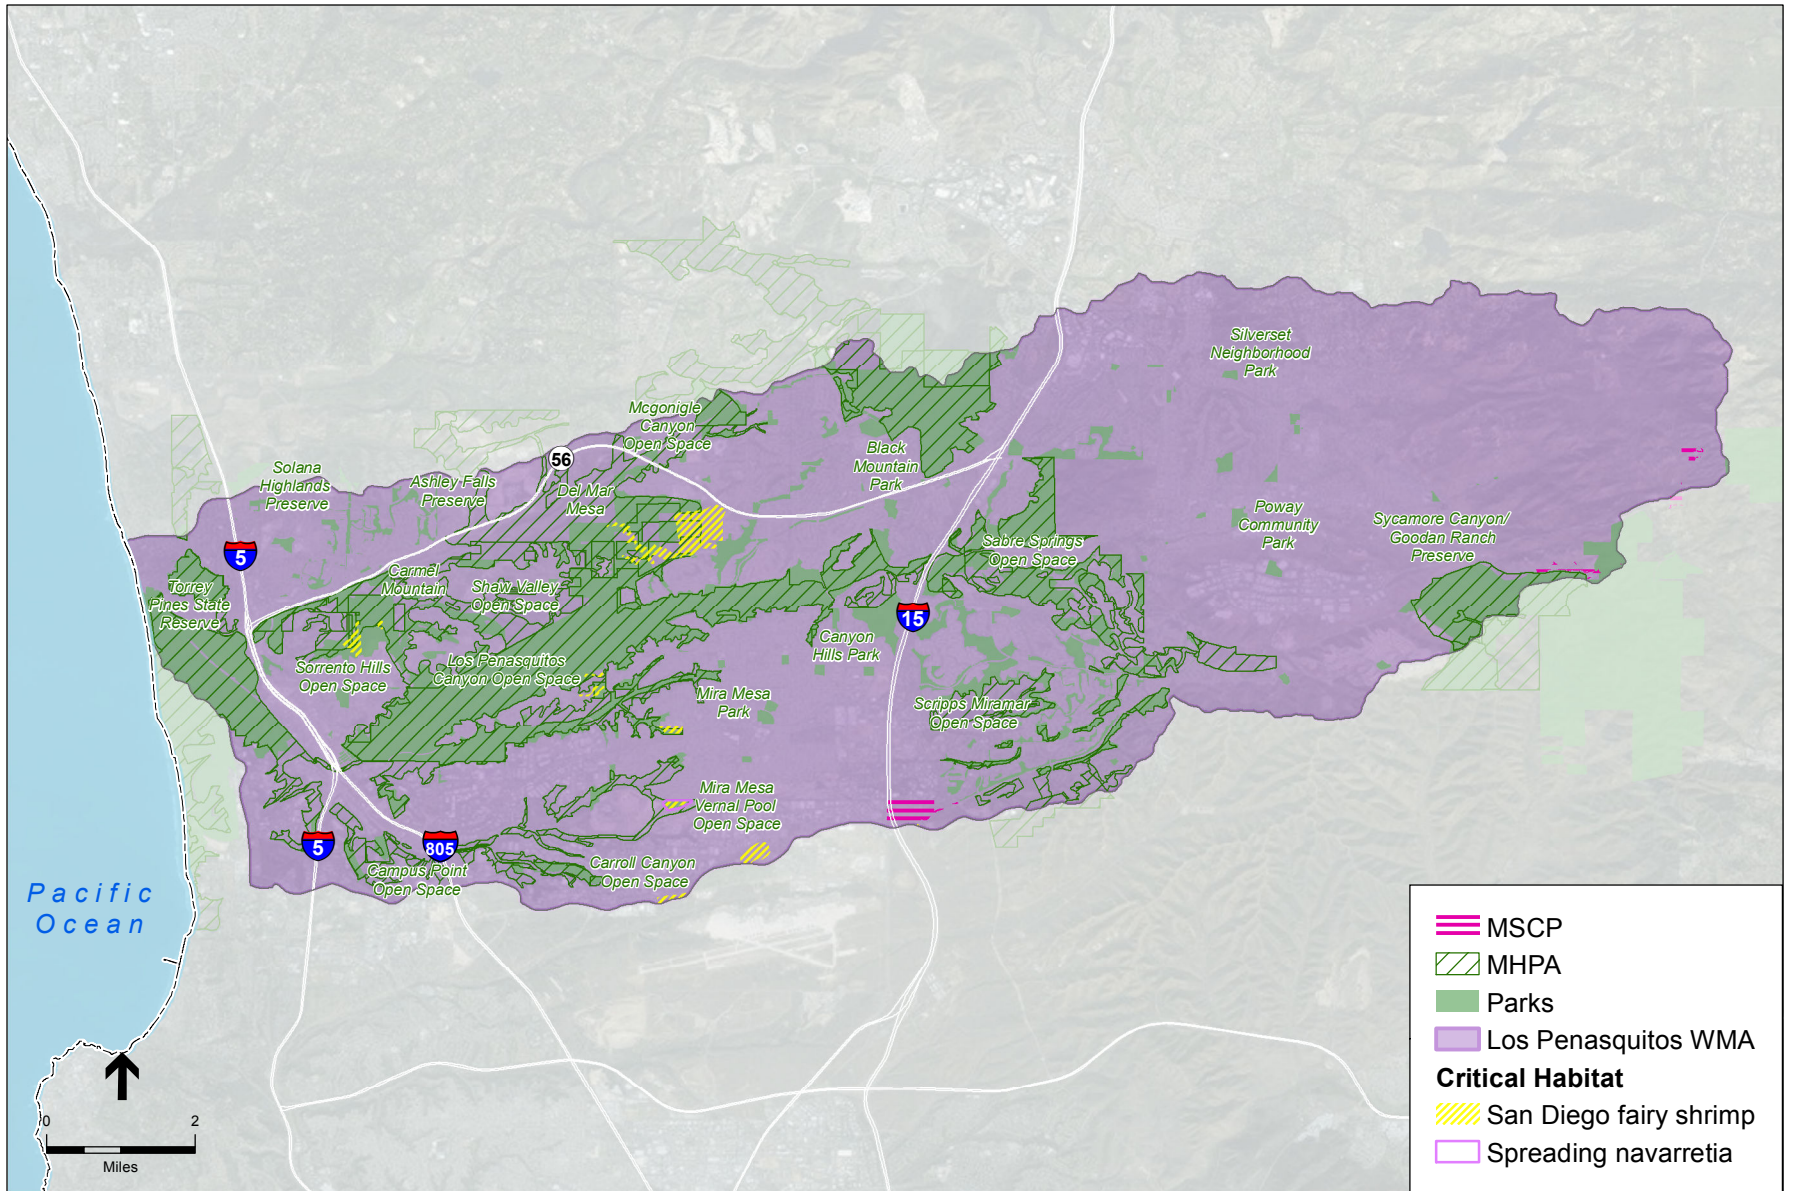 Silverset
Neighborhood
Park
Mcgonigle
Canyon
Open Space
56
Black
Mountain
Park
Solana
Highlands
Preserve
Ashley Falls
Preserve
Del Mar
Mesa
Poway
Community
Park
Sycamore Canyon/
Goodan Ranch
Preserve
5
Sabre Springs
Open Space
Torrey
Pines State
Reserve
Carmel
Mountain
Shaw Valley
Open Space
15
Canyon
Hills Park
Sorrento Hills
Open Space
Los Penasquitos
Canyon Open Space
Mira Mesa
Park
Scripps Miramar
Open Space
Mira Mesa
Vernal Pool
Open Space
5
805
Campus Point
Open Space
Carroll Canyon
Open Space
Pacific
Ocean
0 2
Miles
MSCP
MHPA
Parks
Los Penasquitos WMA
Critical Habitat
San Diego fairy shrimp
Spreading navarretia